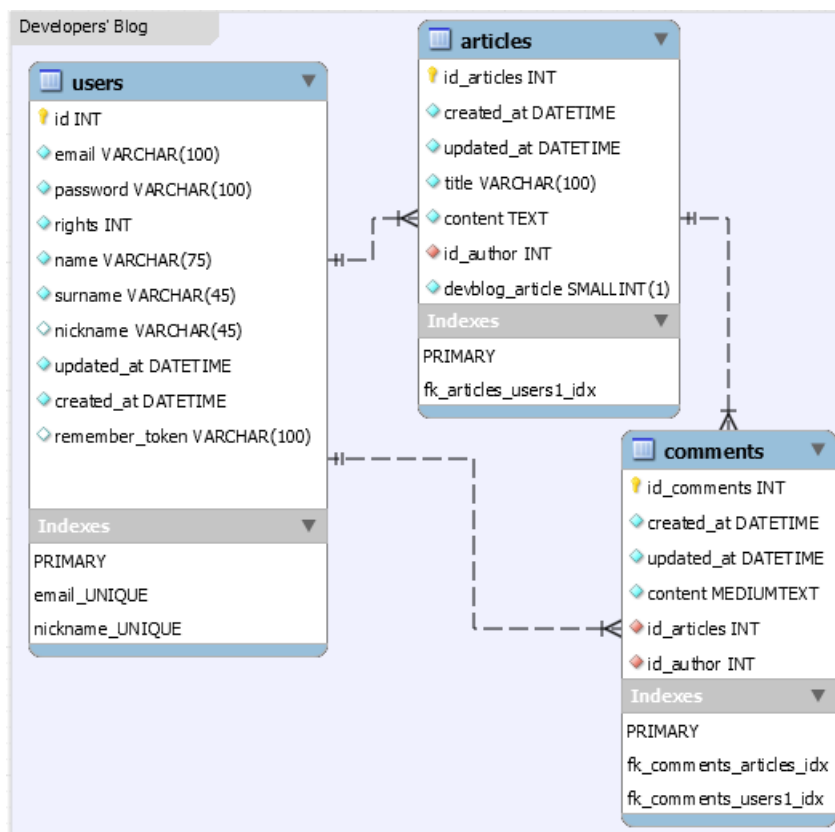 Developers' Blog
users
id INT
email VARCHAR(100)
password VARCHAR(100)
rights INT
name VARCHAR(75)
surname VARCHAR(45)
nickname VARCHAR(45)
updated_at DATETIME
created_at DATETIME
remember_token VARCHAR(100)
Indexes
PRIMARY
email_UNIQUE
nickname_UNIQUE
articles
id_articles INT
created_at DATETIME
updated_at DATETIME
title VARCHAR(100)
content TEXT
id_author INT
devblog_article SMALLINT(1)
Indexes
PRIMARY
fk_articles_users1_idx
comments
id_comments INT
created_at DATETIME
updated_at DATETIME
content MEDIUMTEXT
id_articles INT
id_author INT
Indexes
PRIMARY
fk_comments_articles_idx
fk_comments_users1_idx